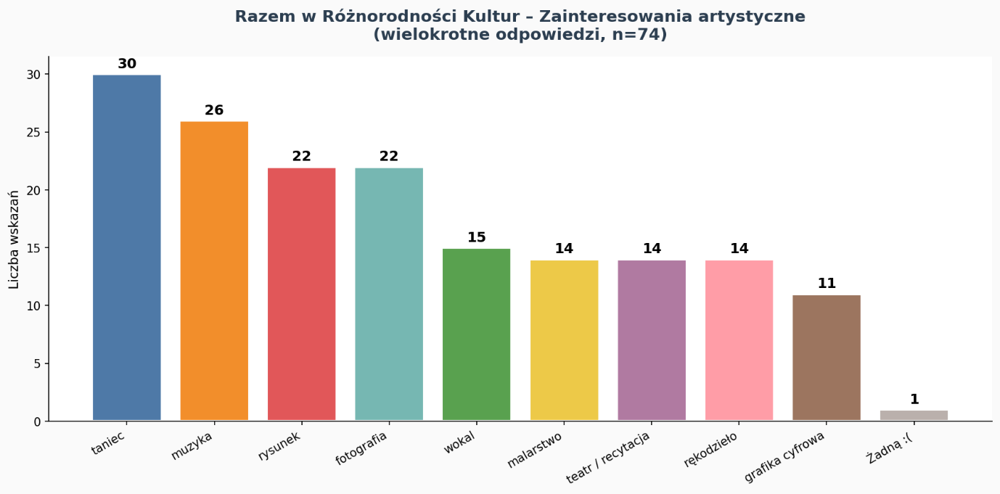 Razem w Różnorodności Kultur – Zainteresowania artystyczne
(wielokrotne odpowiedzi, n=74)
Liczba wskazań
30
25
20
15
10
5
0
30
26
22
22
15
14
14
14
11
1
taniec
muzyka
rysunek
fotografia
wokal
malarstwo
teatr / recytacja
rękodzieło
grafika cyfrowa
Żadną :(